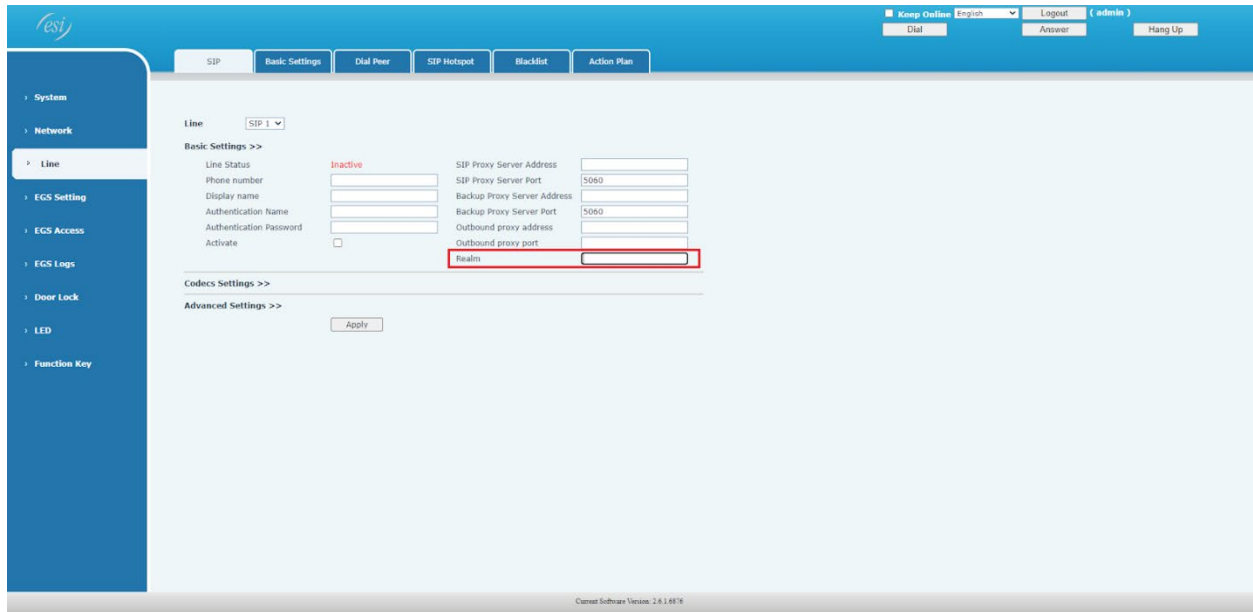 esi
Keep Online English Logout ( admin )
Dial Answer Hang Up
SIP Basic Settings Dial Peer SIP Hotspot Blacklist Action Plan
› System
› Network
› Line
› EGS Setting
› EGS Access
› EGS Logs
› Door Lock
› LED
› Function Key
Line SIP 1
Basic Settings >>
Line Status Inactive SIP Proxy Server Address
Phone number SIP Proxy Server Port 5060
Display name Backup Proxy Server Address
Authentication Name Backup Proxy Server Port 5060
Authentication Password Outbound proxy address
Activate Outbound proxy port
Realm
Codecs Settings >>
Advanced Settings >>
Apply
Current Software Version: 2.6.1.6876